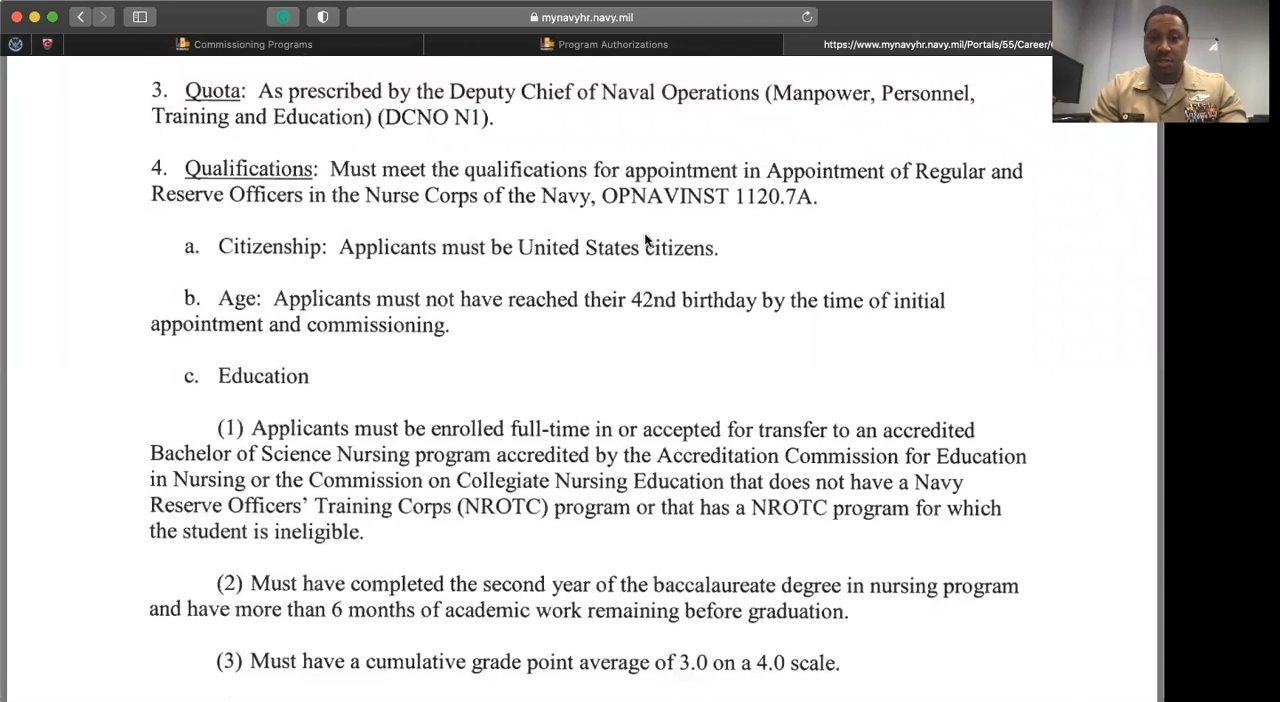 mynavyhr.navy.mil
Commissioning Programs
Program Authorizations
https://www.mynavyhr.navy.mil/Portals/55/Career/
3. Quota: As prescribed by the Deputy Chief of Naval Operations (Manpower, Personnel,
Training and Education) (DCNO N1).
4. Qualifications: Must meet the qualifications for appointment in Appointment of Regular and
Reserve Officers in the Nurse Corps of the Navy, OPNAVINST 1120.7A.
a. Citizenship: Applicants must be United States citizens.
b. Age: Applicants must not have reached their 42nd birthday by the time of initial
appointment and commissioning.
c. Education
(1) Applicants must be enrolled full-time in or accepted for transfer to an accredited
Bachelor of Science Nursing program accredited by the Accreditation Commission for Education
in Nursing or the Commission on Collegiate Nursing Education that does not have a Navy
Reserve Officers' Training Corps (NROTC) program or that has a NROTC program for which
the student is ineligible.
(2) Must have completed the second year of the baccalaureate degree in nursing program
and have more than 6 months of academic work remaining before graduation.
(3) Must have a cumulative grade point average of 3.0 on a 4.0 scale.